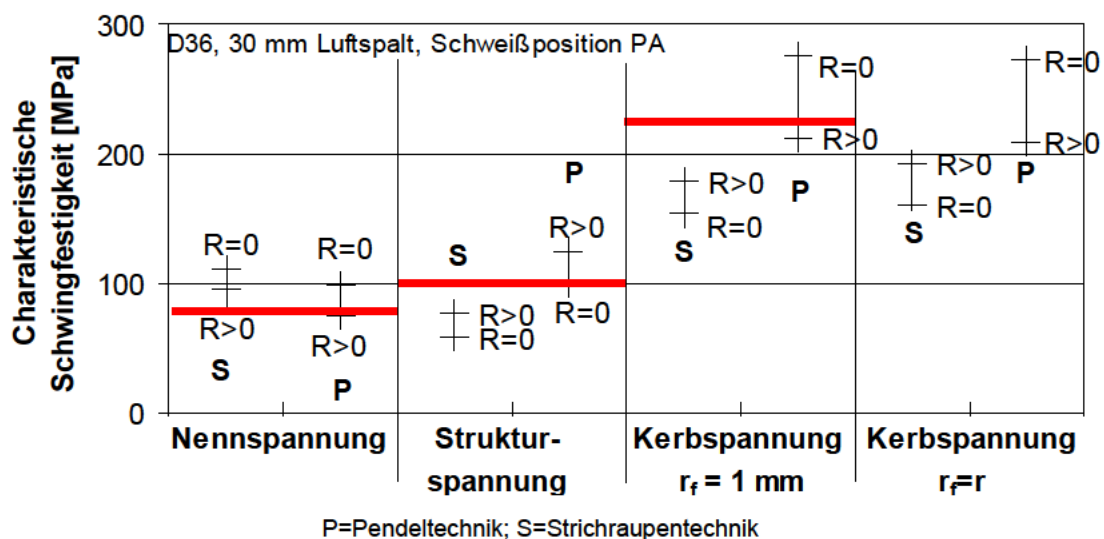 Charakteristische
Schwingfestigkeit [MPa]
300
200
100
0
D36, 30 mm Luftspalt, Schweißposition PA
R=0
R>0
S
R=0
R>0
P
S
R>0
R=0
P
R>0
R=0
R>0
R=0
S
R=0
R>0
P
R>0
R=0
S
R=0
R>0
P
Nennspannung
Struktur-
spannung
Kerbspannung
rf = 1 mm
Kerbspannung
rf=r
P=Pendeltechnik; S=Strichraupentechnik